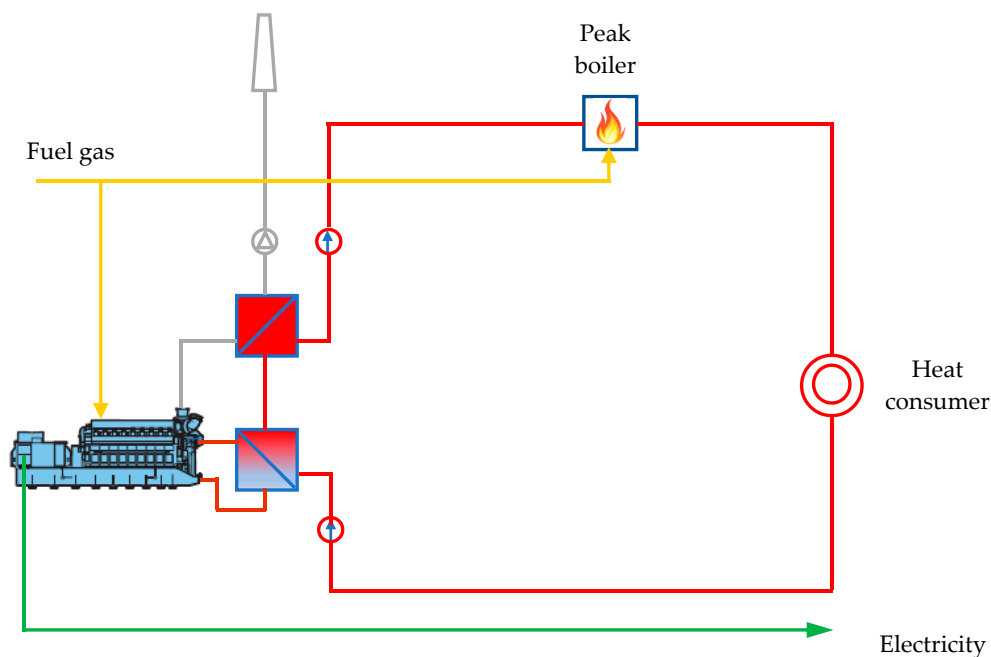 Peak
boiler
Fuel gas
Heat
consumer
Electricity